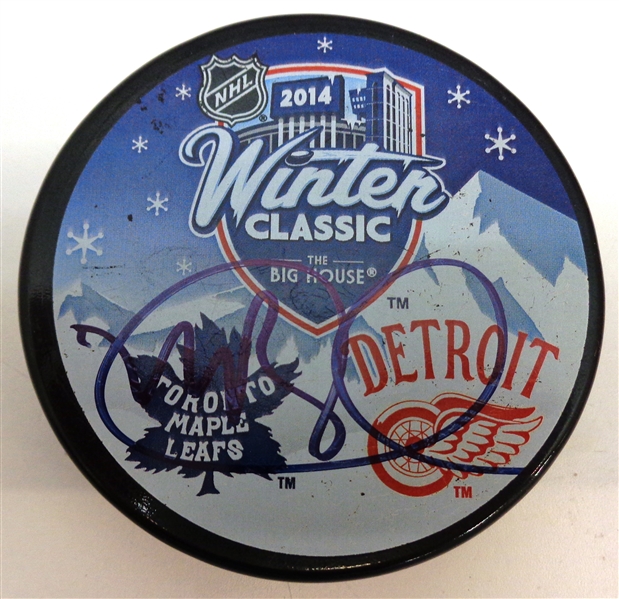 NHL
2014
Winter
CLASSIC
THE
BIG HOUSE®
™
DETROIT
TORONTO
MAPLE
LEAFS
™
™